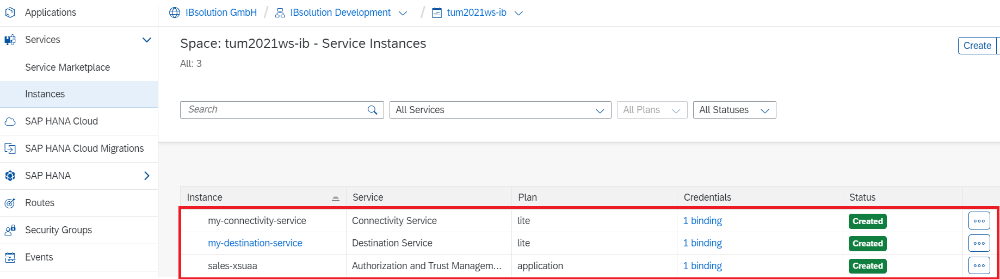 Applications
Services
Service Marketplace
Instances
SAP HANA Cloud
SAP HANA Cloud Migrations
SAP HANA
Routes
Security Groups
Events
IBsolution GmbH / IBsolution Development / tum2021ws-ib
Space: tum2021ws-ib - Service Instances
All: 3
Create
Search All Services All Plans All Statuses
Instance Service Plan Credentials Status
my-connectivity-service Connectivity Service lite 1 binding Created
my-destination-service Destination Service lite 1 binding Created
sales-xsuaa Authorization and Trust Managem... application 1 binding Created